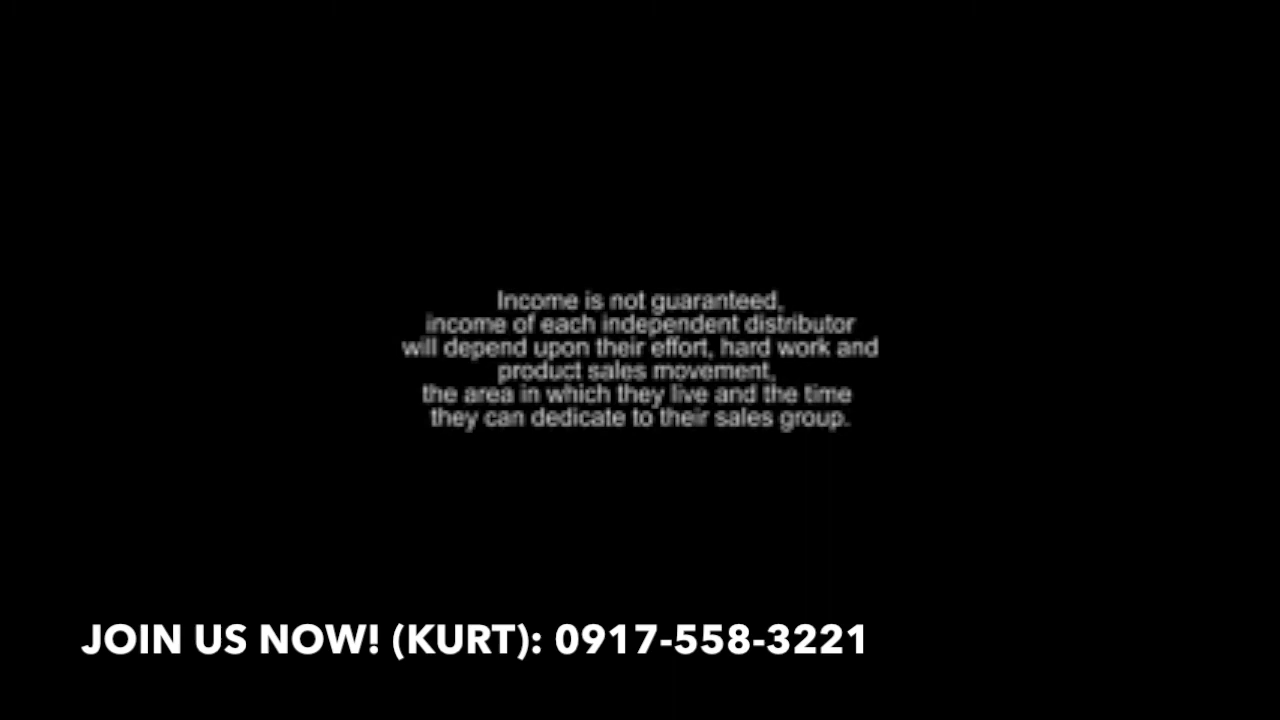 Income is not guaranteed,
income of each independent distributor
will depend upon their effort, hard work and
product sales movement,
the area in which they live and the time
they can dedicate to their sales group.
JOIN US NOW! (KURT): 0917-558-3221